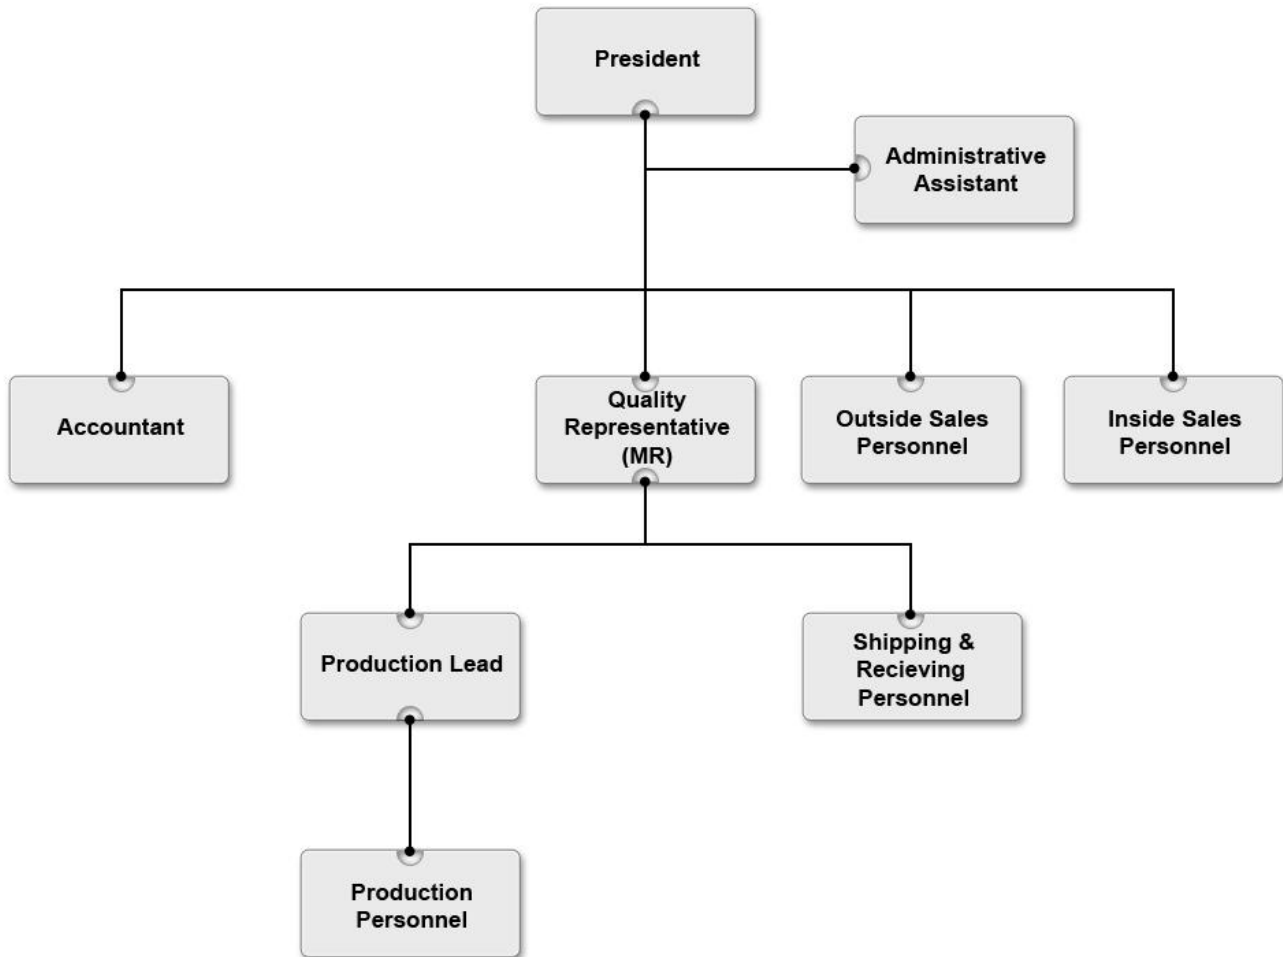 President
Administrative
Assistant
Accountant
Quality
Representative
(MR)
Outside Sales
Personnel
Inside Sales
Personnel
Production Lead
Shipping &
Recieving
Personnel
Production
Personnel